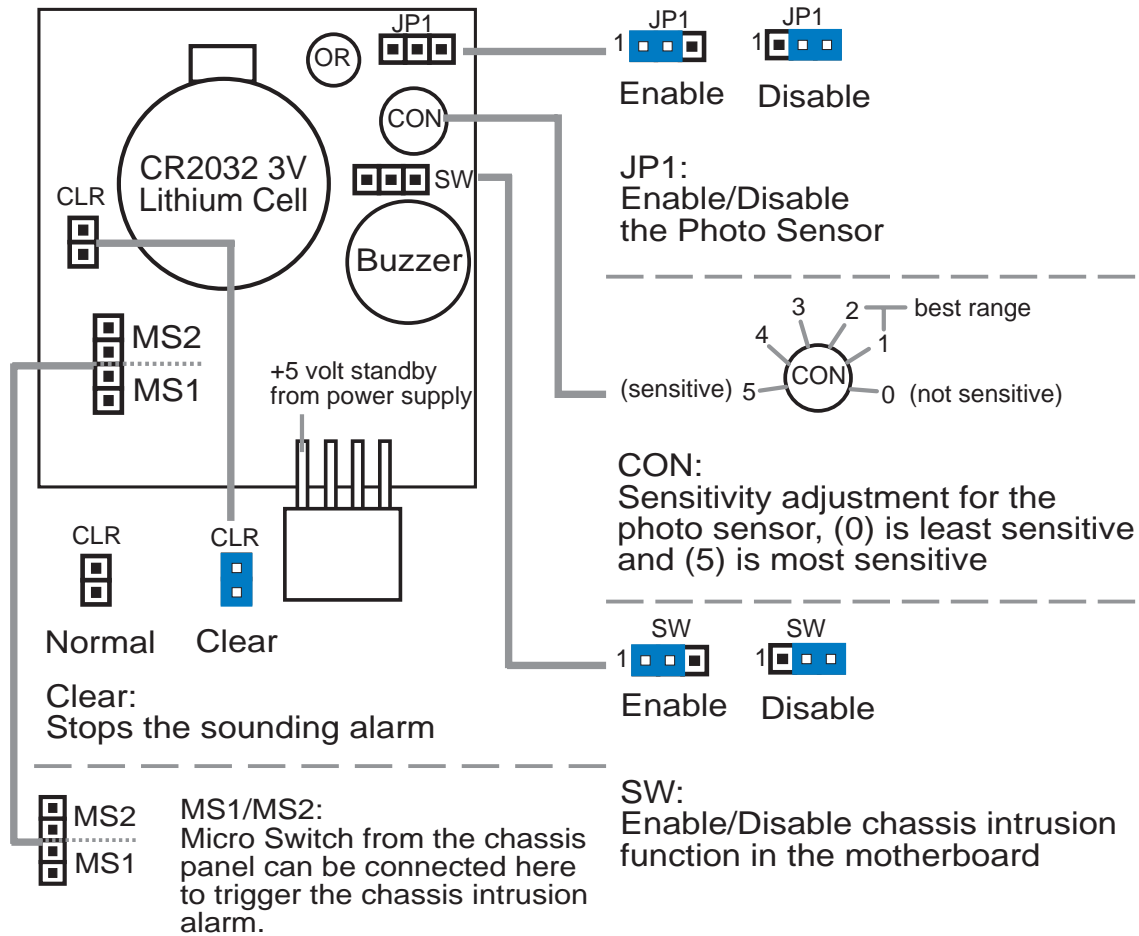 JP1
OR
CON
CR2032 3V
Lithium Cell
SW
CLR
Buzzer
MS2
MS1
+5 volt standby
from power supply
CLR
Normal
CLR
Clear
Clear:
Stops the sounding alarm
MS2
MS1
MS1/MS2:
Micro Switch from the chassis
panel can be connected here
to trigger the chassis intrusion
alarm.
JP1
1
Enable
JP1
1
Disable
JP1:
Enable/Disable
the Photo Sensor
3
2
best range
4
1
CON
(sensitive) 5
0 (not sensitive)
CON:
Sensitivity adjustment for the
photo sensor, (0) is least sensitive
and (5) is most sensitive
SW
1
Enable
SW
1
Disable
SW:
Enable/Disable chassis intrusion
function in the motherboard